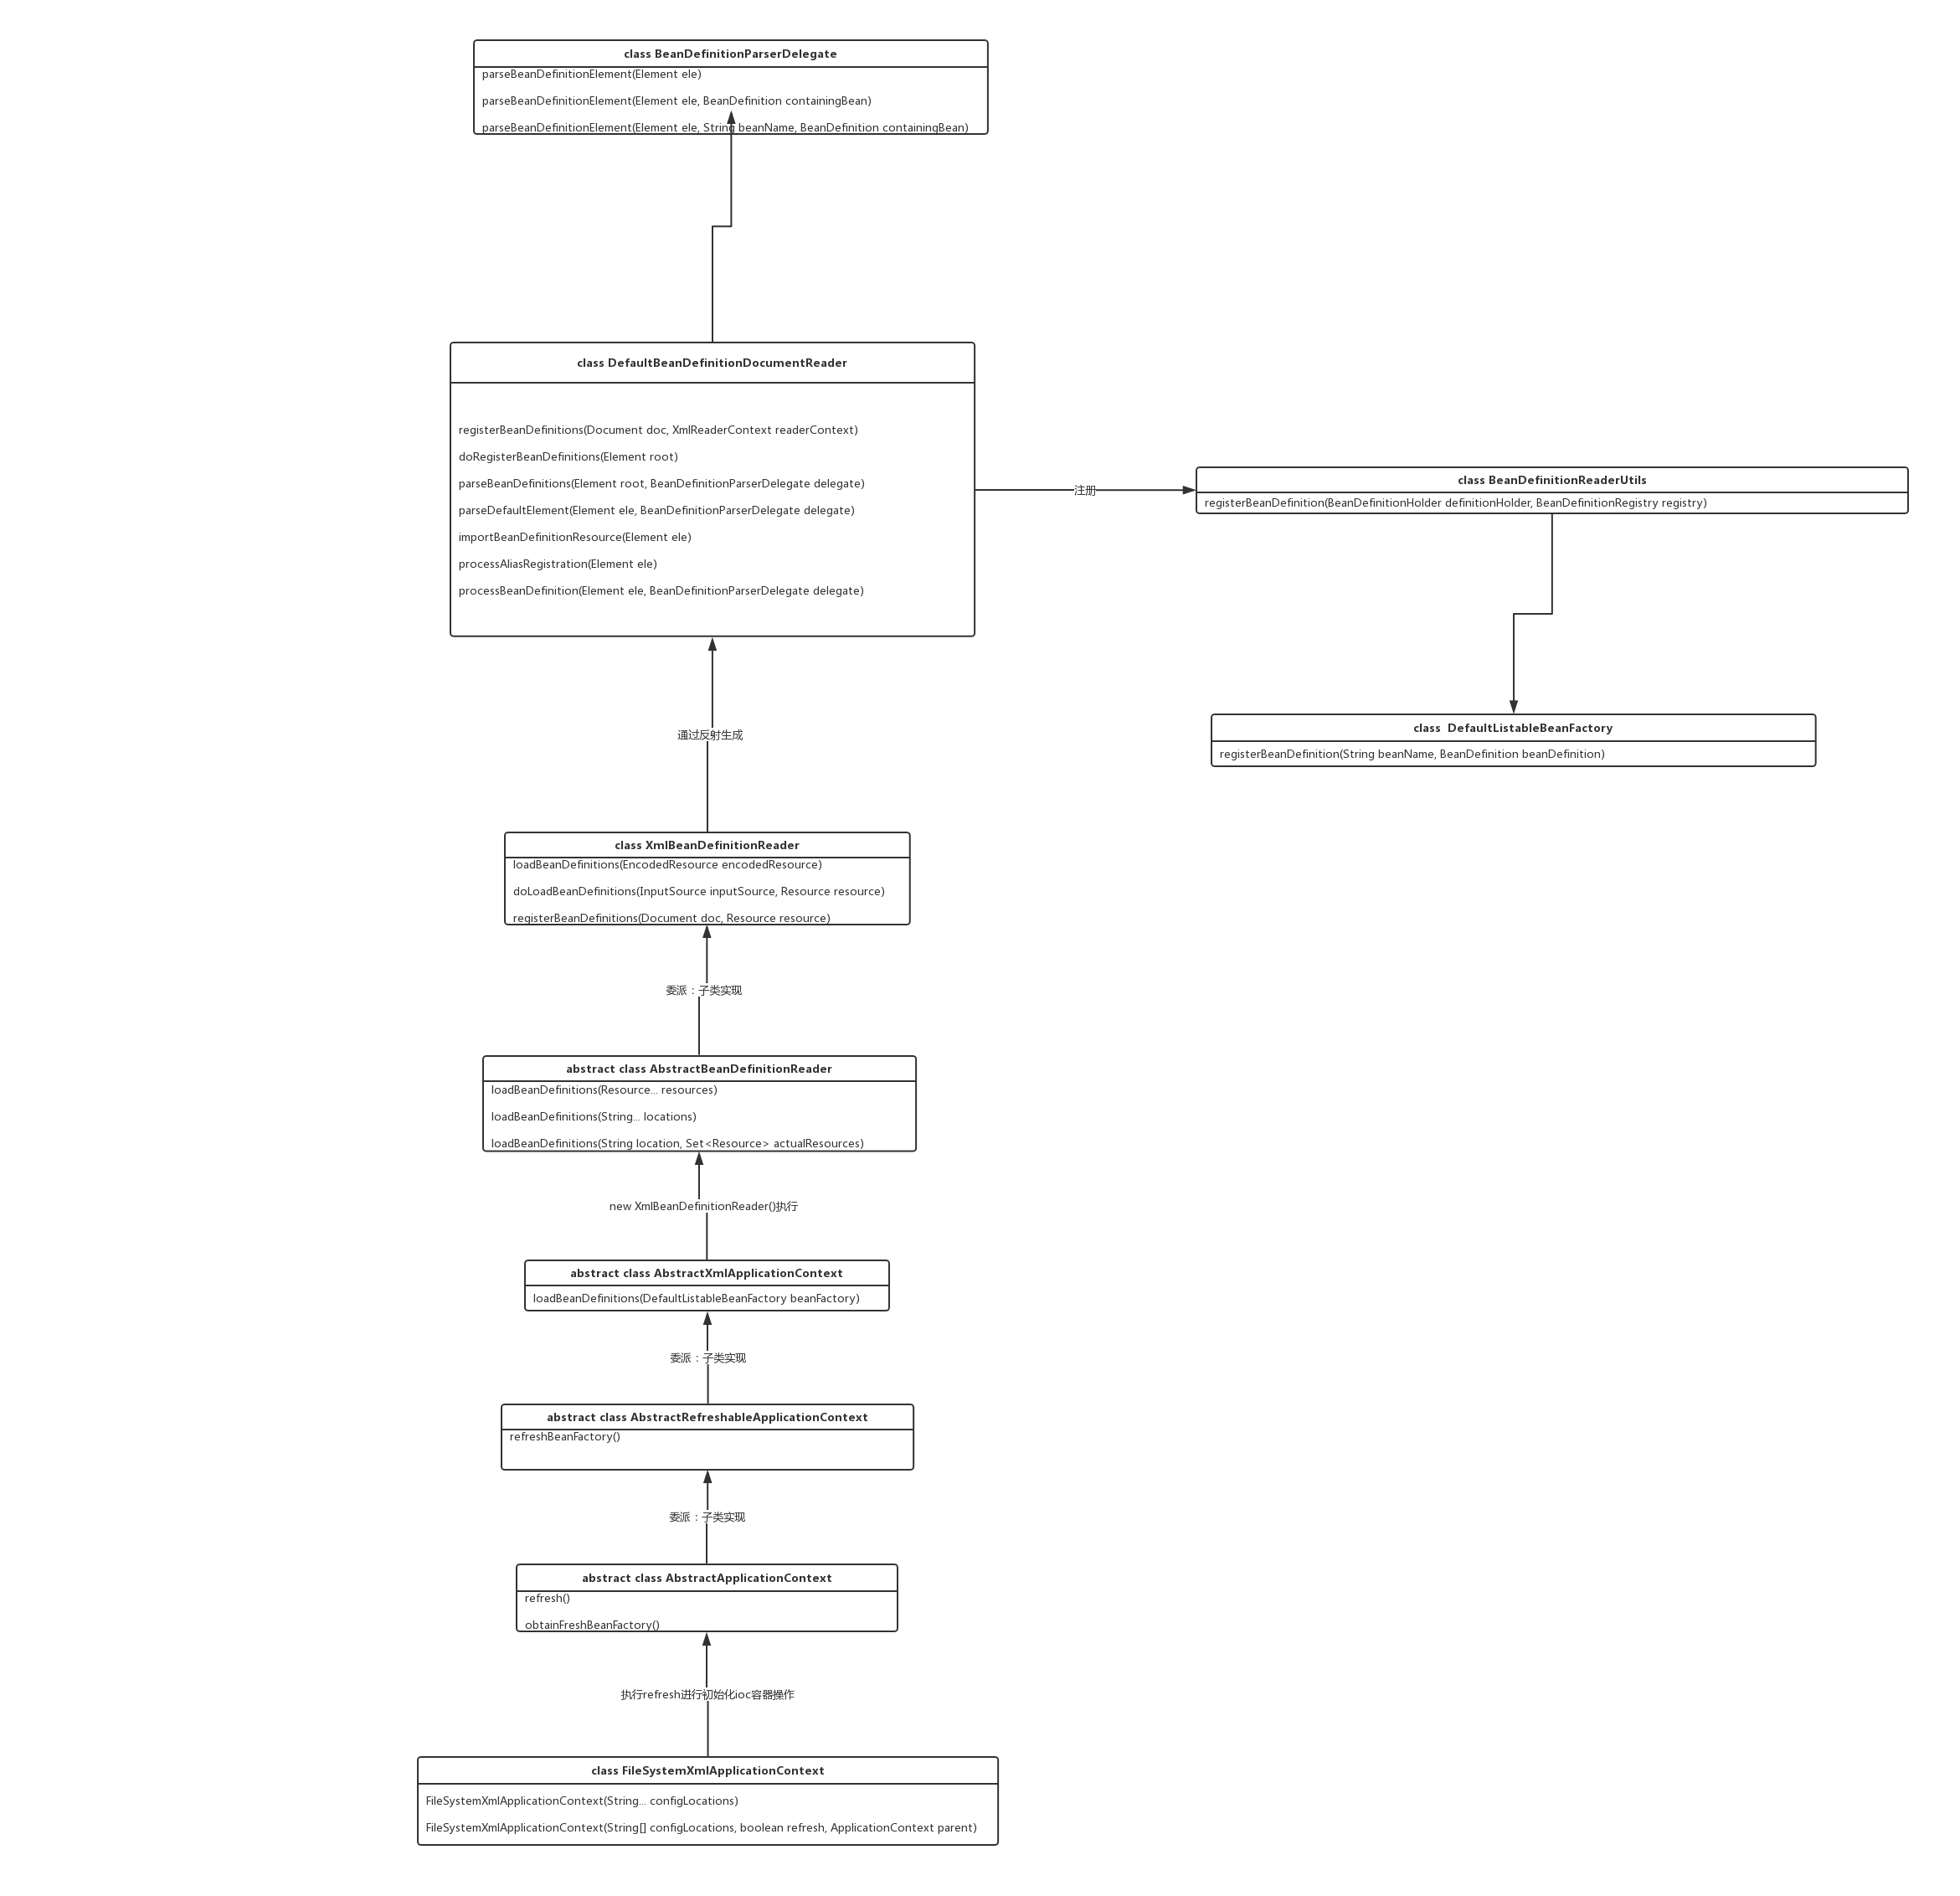 class BeanDefinitionParserDelegate
parseBeanDefinitionElement(Element ele)
parseBeanDefinitionElement(Element ele, BeanDefinition containingBean)
parseBeanDefinitionElement(Element ele, String beanName, BeanDefinition containingBean)
class DefaultBeanDefinitionDocumentReader
registerBeanDefinitions(Document doc, XmlReaderContext readerContext)
doRegisterBeanDefinitions(Element root)
parseBeanDefinitions(Element root, BeanDefinitionParserDelegate delegate)
parseDefaultElement(Element ele, BeanDefinitionParserDelegate delegate)
importBeanDefinitionResource(Element ele)
processAliasRegistration(Element ele)
processBeanDefinition(Element ele, BeanDefinitionParserDelegate delegate)
注册
class BeanDefinitionReaderUtils
registerBeanDefinition(BeanDefinitionHolder definitionHolder, BeanDefinitionRegistry registry)
class  DefaultListableBeanFactory
registerBeanDefinition(String beanName, BeanDefinition beanDefinition)
通过反射生成
class XmlBeanDefinitionReader
loadBeanDefinitions(EncodedResource encodedResource)
doLoadBeanDefinitions(InputSource inputSource, Resource resource)
registerBeanDefinitions(Document doc, Resource resource)
委派：子类实现
abstract class AbstractBeanDefinitionReader
loadBeanDefinitions(Resource... resources)
loadBeanDefinitions(String... locations)
loadBeanDefinitions(String location, Set<Resource> actualResources)
new XmlBeanDefinitionReader()执行
abstract class AbstractXmlApplicationContext
loadBeanDefinitions(DefaultListableBeanFactory beanFactory)
委派：子类实现
abstract class AbstractRefreshableApplicationContext
refreshBeanFactory()
委派：子类实现
abstract class AbstractApplicationContext
refresh()
obtainFreshBeanFactory()
执行refresh进行初始化ioc容器操作
class FileSystemXmlApplicationContext
FileSystemXmlApplicationContext(String... configLocations)
FileSystemXmlApplicationContext(String[] configLocations, boolean refresh, ApplicationContext parent)